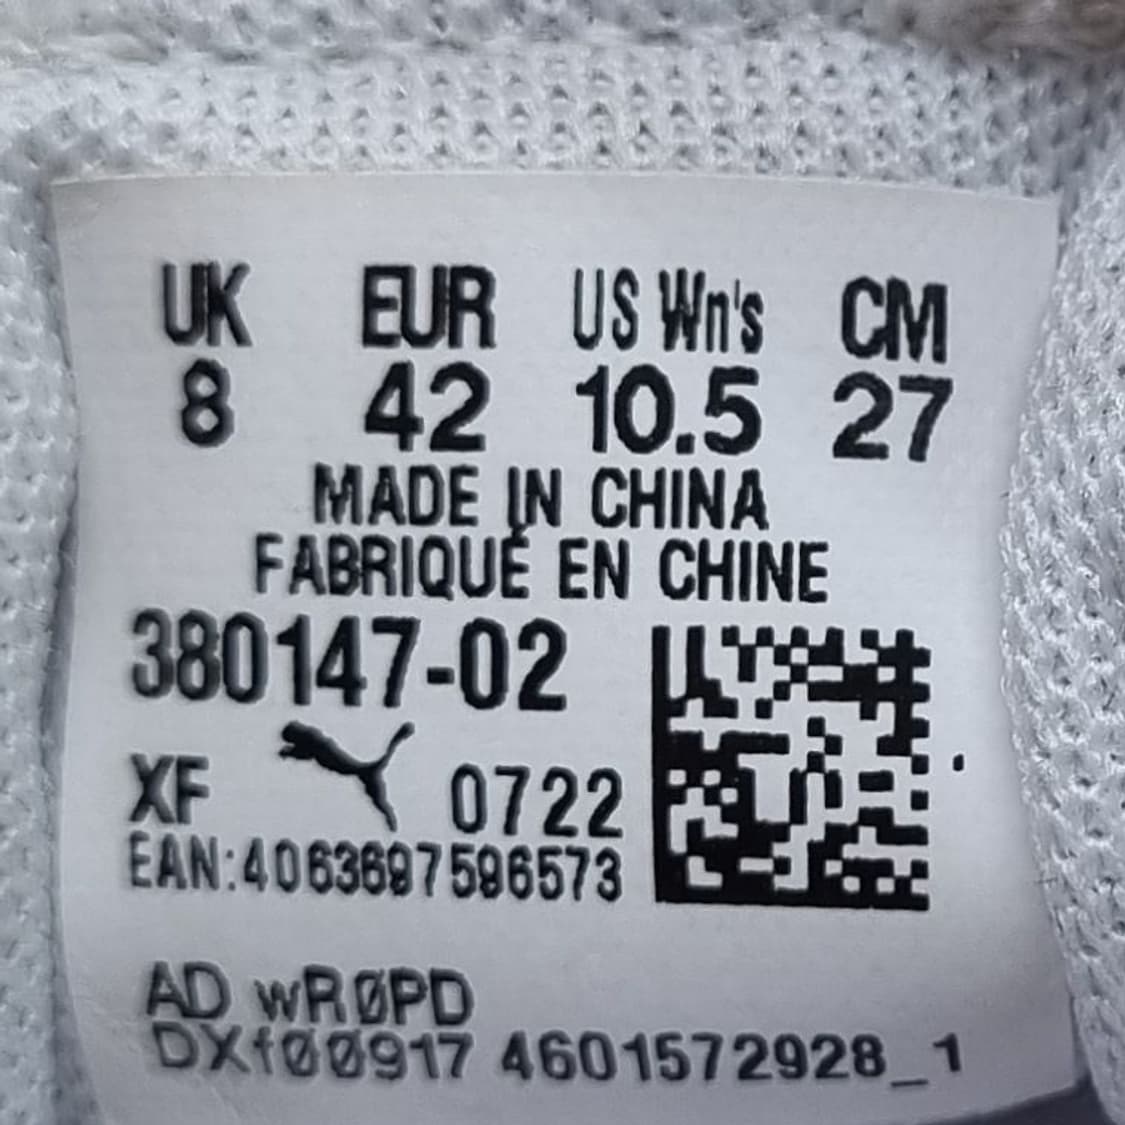 UK EUR US Wn's CM
8 42 10.5 27
MADE IN CHINA
FABRIQUÉ EN CHINE
380147-02
XF 0722
EAN:4063697596573
AD wRØPD
DXf00917 4601572928_1